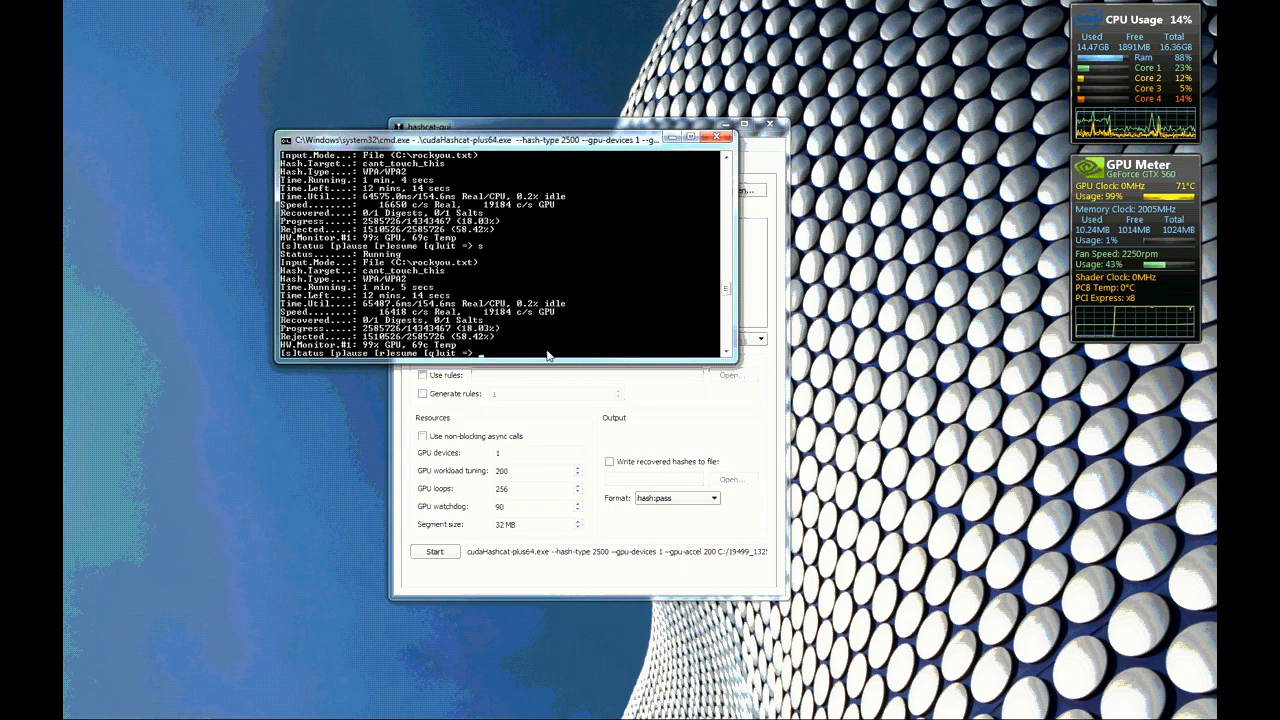 hashcat-gui
C:\Windows\system32\cmd.exe - .\cudaHashcat-plus64.exe --hash-type 2500 --gpu-devices 1 --g...
Input.Mode...: File (C:\rockyou.txt)
Hash.Target..: cant_touch_this
Hash.Type....: WPA/WPA2
Time.Running.: 1 min, 4 secs
Time.Left....: 12 mins, 14 secs
Time.Util....: 64575.0ms/154.6ms Real/CPU, 0.2% idle
Speed........: 16650 c/s Real, 19184 c/s GPU
Recovered....: 0/1 Digests, 0/1 Salts
Progress.....: 2585726/14343467 (18.03%)
Rejected.....: 1510526/2585726 (58.42%)
HW.Monitor.#1: 99% GPU, 69c Temp
[s]tatus [p]ause [r]esume [q]uit => s
Status.......: Running
Input.Mode...: File (C:\rockyou.txt)
Hash.Target..: cant_touch_this
Hash.Type....: WPA/WPA2
Time.Running.: 1 min, 5 secs
Time.Left....: 12 mins, 14 secs
Time.Util....: 65487.6ms/154.6ms Real/CPU, 0.2% idle
Speed........: 16418 c/s Real, 19184 c/s GPU
Recovered....: 0/1 Digests, 0/1 Salts
Progress.....: 2585726/14343467 (18.03%)
Rejected.....: 1510526/2585726 (58.42%)
HW.Monitor.#1: 99% GPU, 69c Temp
[s]tatus [p]ause [r]esume [q]uit => _
Use rules: Open...
Generate rules: 1
Resources
Use non-blocking async calls
GPU devices: 1
GPU workload tuning: 200
GPU loops: 256
GPU watchdog: 90
Segment size: 32 MB
Output
Write recovered hashes to file:
Open...
Format: hash:pass
Start cudaHashcat-plus64.exe --hash-type 2500 --gpu-devices 1 --gpu-accel 200 C:/19499_132
CPU Usage 14%
Used Free Total
14.47GB 1891MB 16.36GB
Ram 88%
Core 1 23%
Core 2 12%
Core 3 5%
Core 4 14%
GPU Meter
GeForce GTX 560
GPU Clock: 0MHz 71°C
Usage: 99%
Memory Clock: 2005MHz
Used Free Total
10.24MB 1014MB 1024MB
Usage: 1%
Fan Speed: 2250rpm
Usage: 43%
Shader Clock: 0MHz
PCB Temp: 0°C
PCI Express: x8